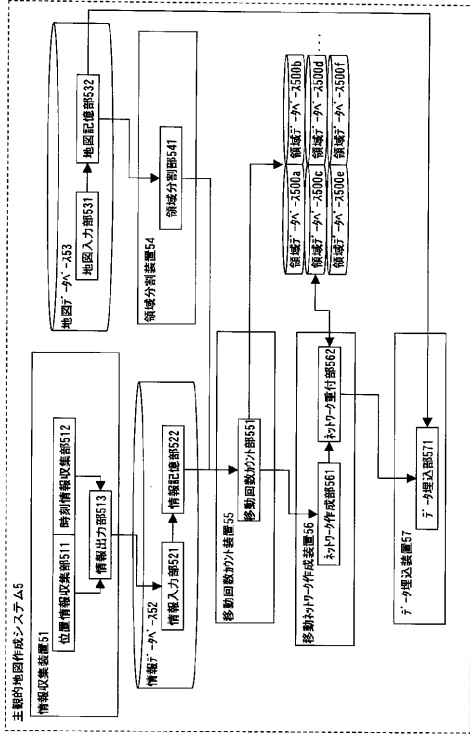 主観的地図作成システム5
情報収集装置51
位置情報収集部511
時刻情報収集部512
情報出力部513
情報データベース52
情報入力部521
情報記憶部522
地図データベース53
地図入力部531
地図記憶部532
領域分割装置54
領域分割部541
移動回数カウント装置55
移動回数カウント部551
移動ネットワーク作成装置56
ネットワーク作成部561
ネットワーク重付部562
データ埋込装置57
データ埋込部571
領域データベース500a
領域データベース500b
領域データベース500c
領域データベース500d
領域データベース500e
領域データベース500f
...